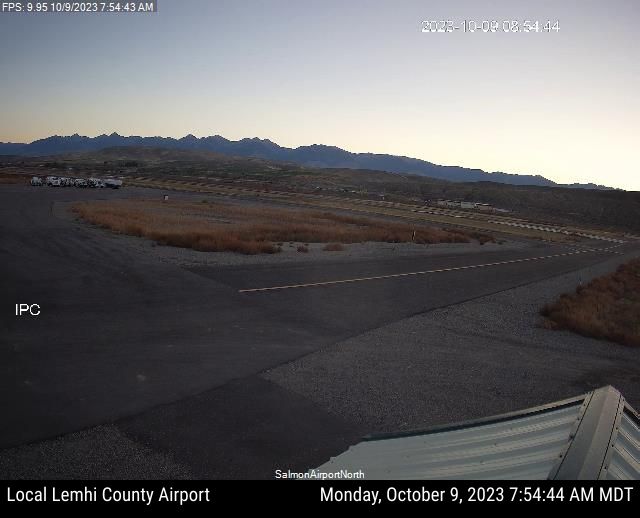 FPS: 9.95 10/9/2023 7:54:43 AM
2023-10-09 08:54:44
IPC
SalmonAirportNorth
Local Lemhi County Airport
Monday, October 9, 2023 7:54:44 AM MDT